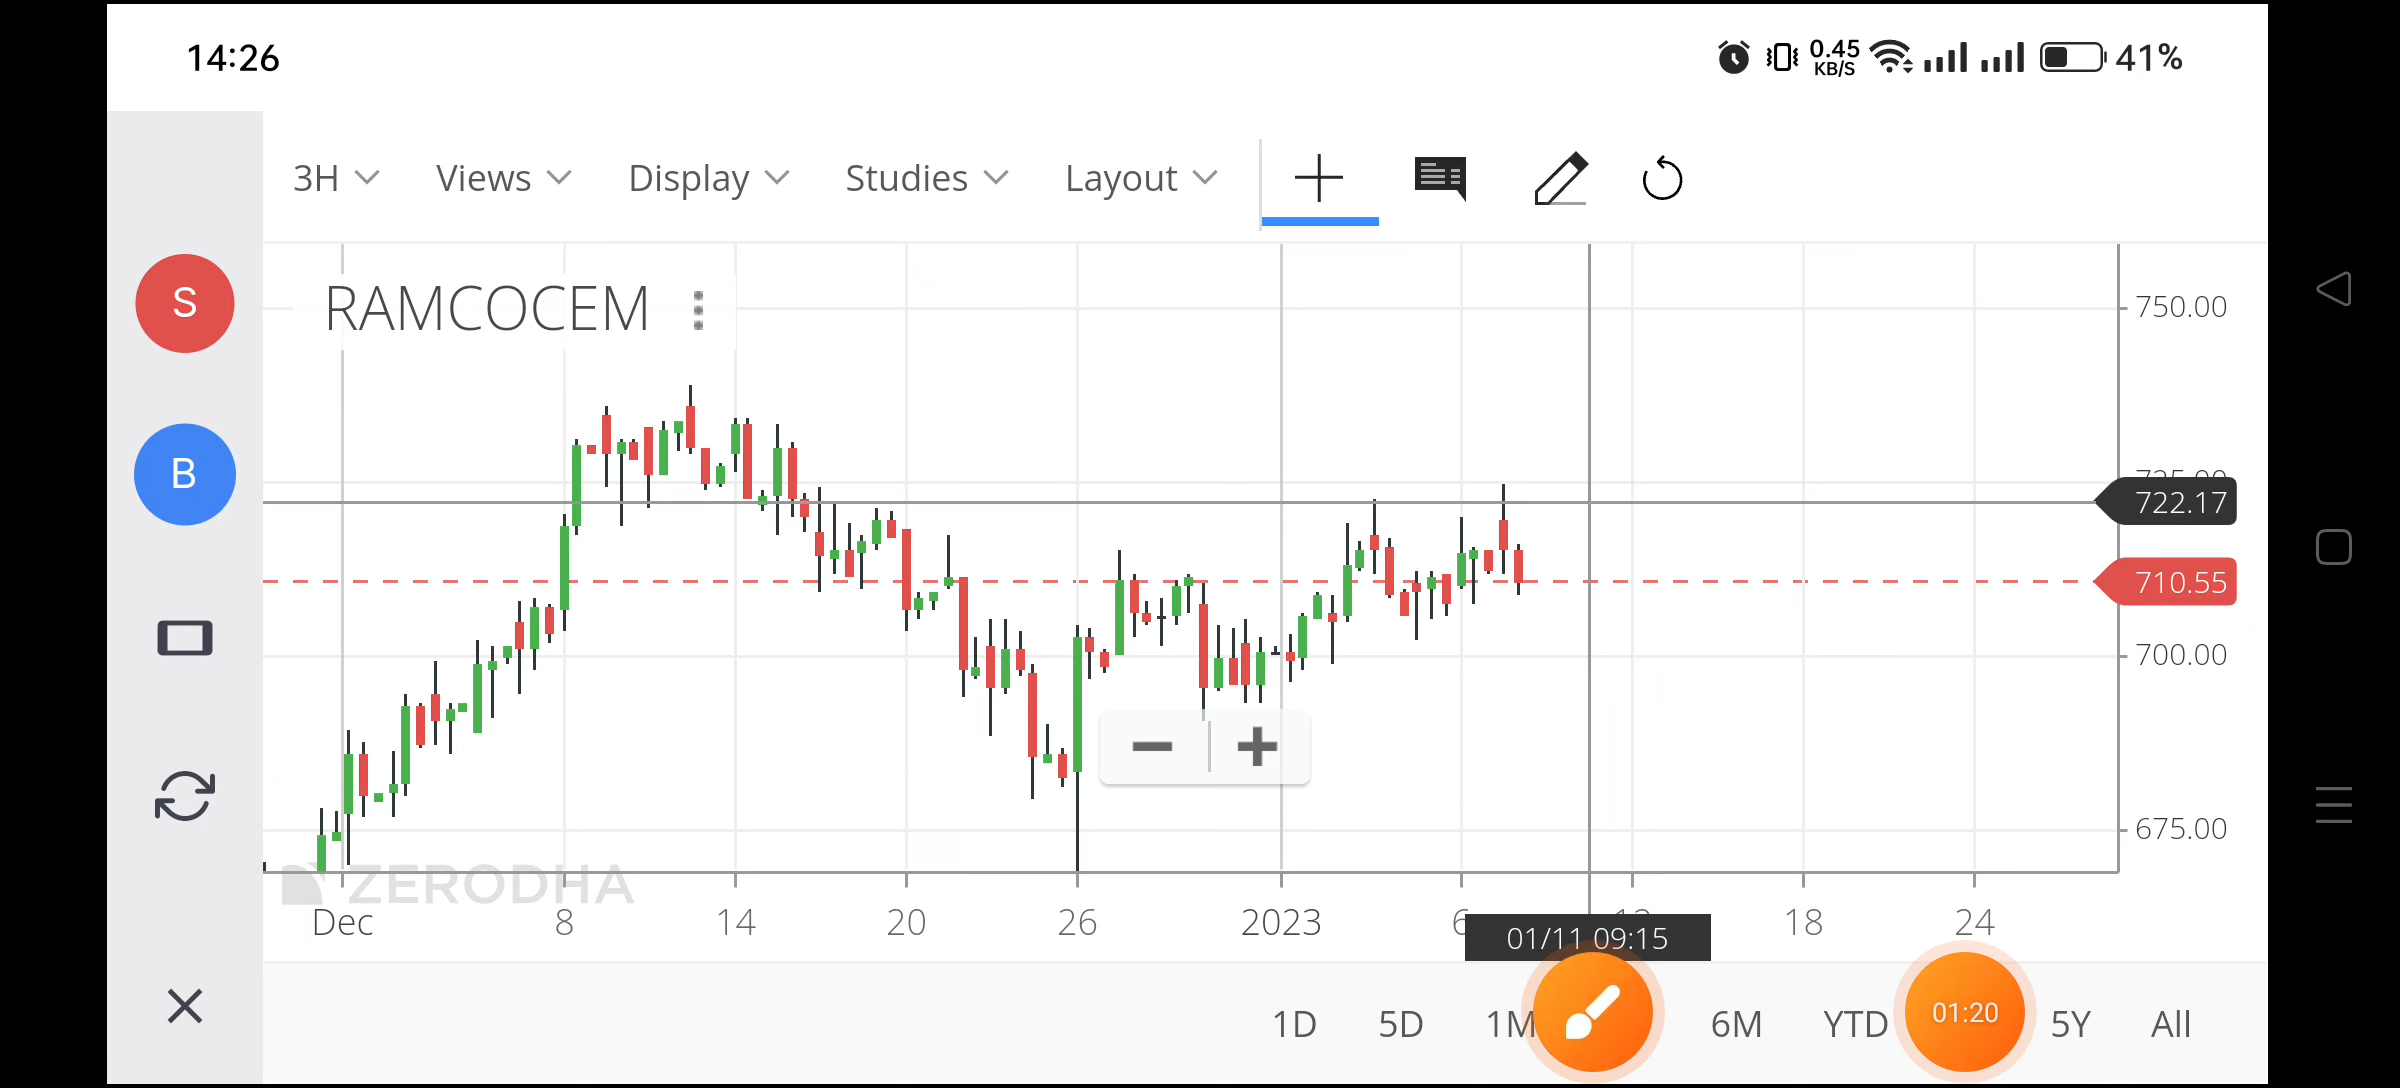 14:26
0.45
KB/S
41%
3H
Views
Display
Studies
Layout
RAMCOCEM
S
B
750.00
722.17
710.55
700.00
675.00
ZERODHA
Dec
8
14
20
26
2023
6
18
24
01/11 09:15
1D
5D
1M
6M
YTD
01:20
5Y
All